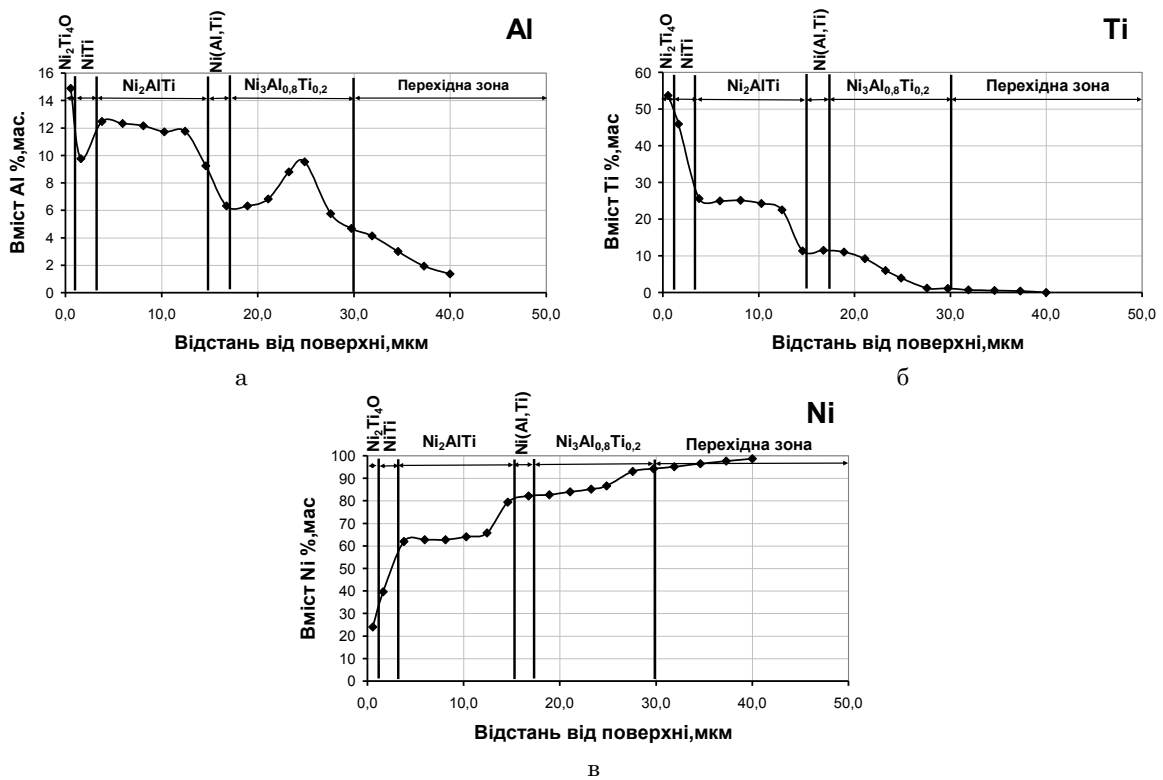 Al
Ni₂Ti₄O
NiTi
Ni₂AlTi
Ni(Al,Ti)
Ni₃Al₀,₈Ti₀,₂
Перехідна зона
Вміст Al %,мас.
16
14
12
10
8
6
4
2
0
0,0 10,0 20,0 30,0 40,0 50,0
Відстань від поверхні,мкм
а
Ti
Ni₂Ti₄O
NiTi
Ni₂AlTi
Ni(Al,Ti)
Ni₃Al₀,₈Ti₀,₂
Перехідна зона
Вміст Ti %,мас
60
50
40
30
20
10
0
0,0 10,0 20,0 30,0 40,0 50,0
Відстань від поверхні,мкм
б
Ni
Ni₂Ti₄O
NiTi
Ni₂AlTi
Ni(Al,Ti)
Ni₃Al₀,₈Ti₀,₂
Перехідна зона
Вміст Ni %,мас
100
90
80
70
60
50
40
30
20
10
0
0,0 10,0 20,0 30,0 40,0 50,0
Відстань від поверхні,мкм
в